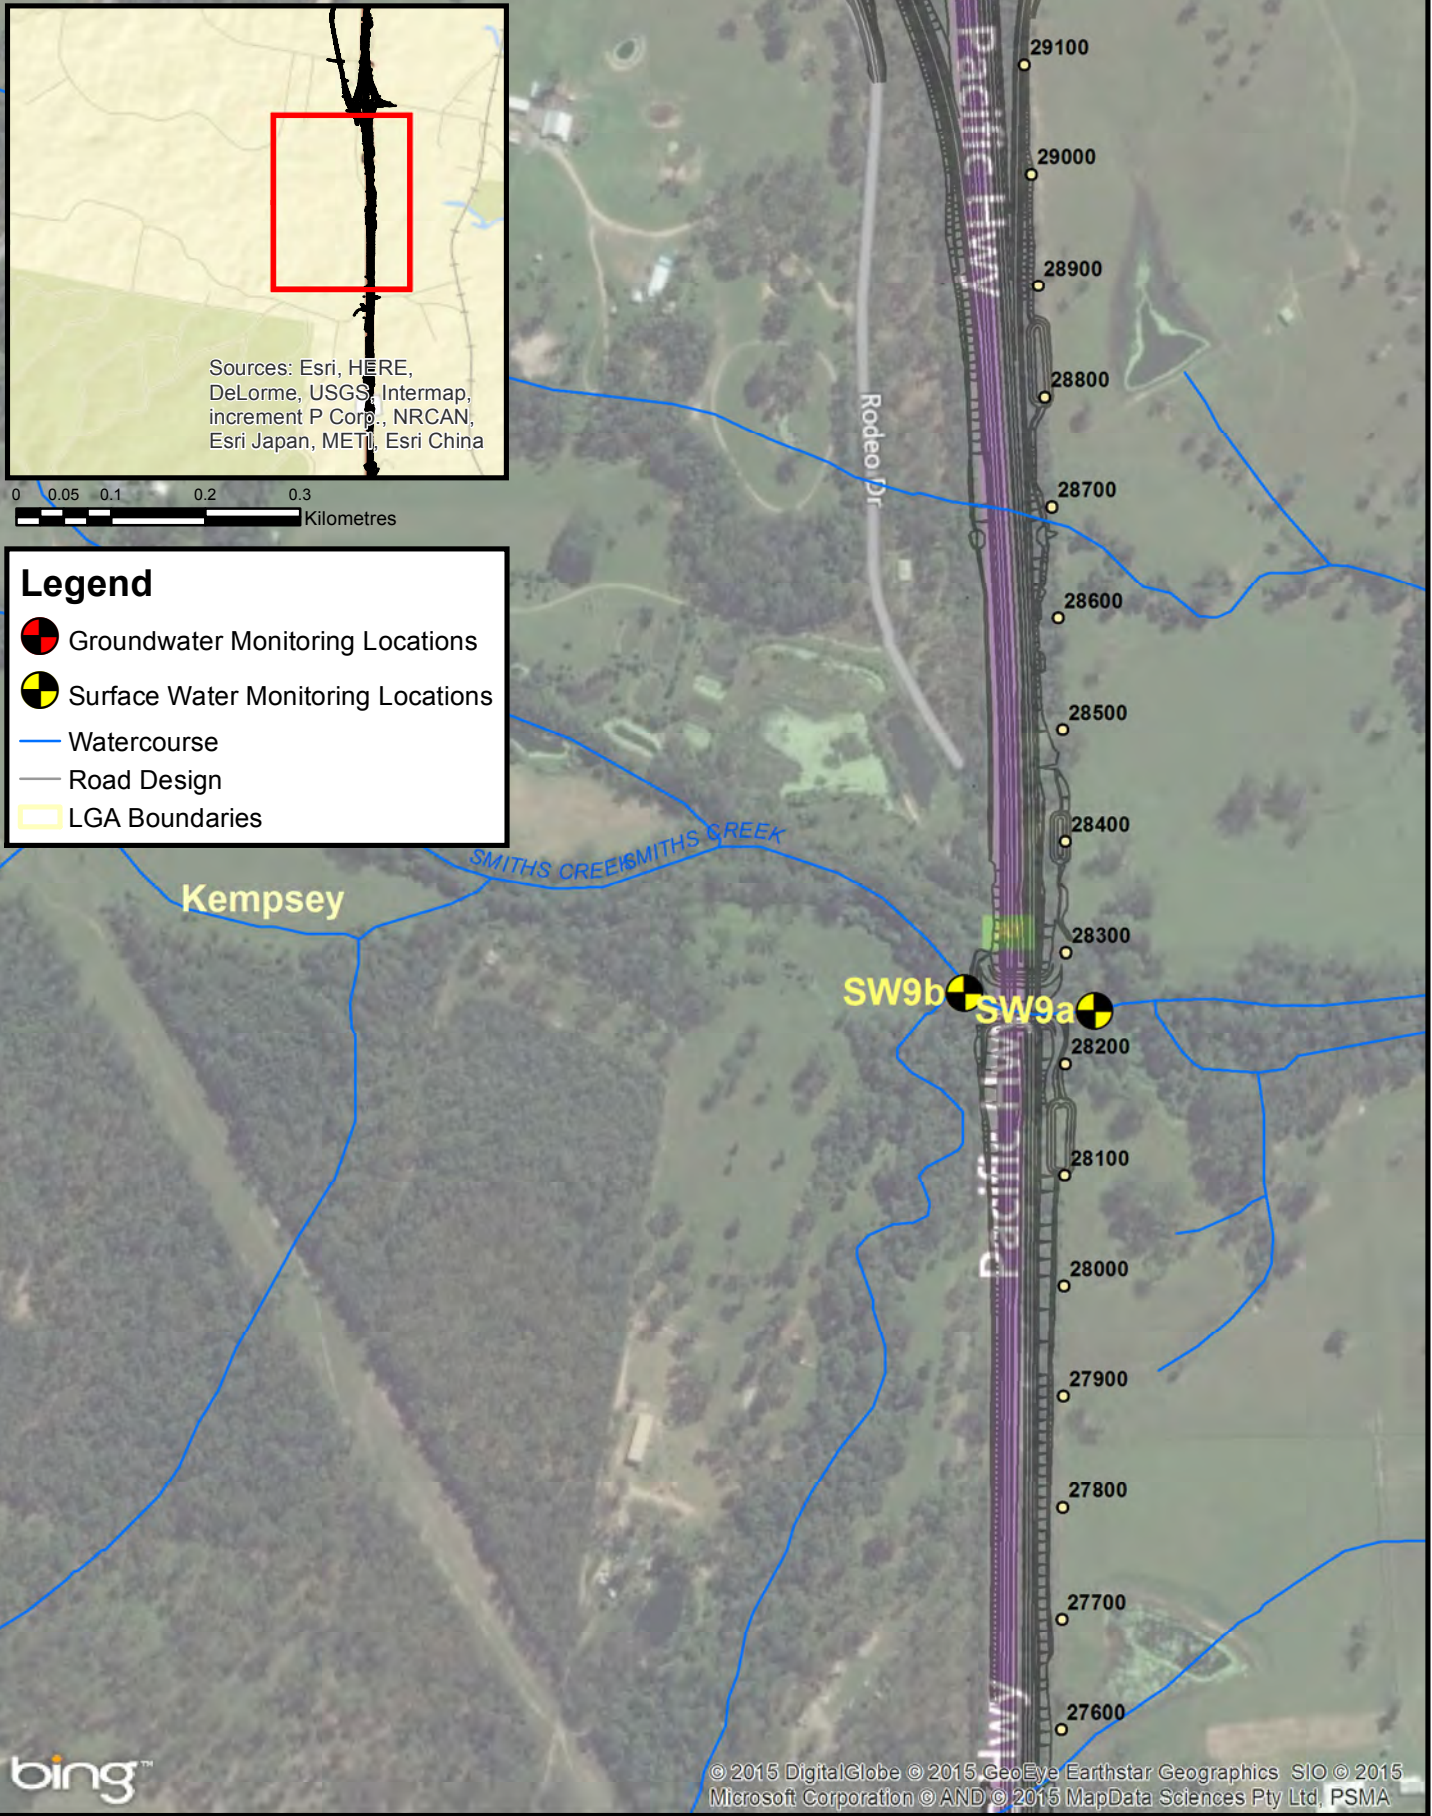 Sources: Esri, HERE,
DeLorme, USGS, Intermap,
increment P Corp., NRCAN,
Esri Japan, METI, Esri China
0 0.05 0.1 0.2 0.3
Kilometres
Legend
Groundwater Monitoring Locations
Surface Water Monitoring Locations
Watercourse
Road Design
LGA Boundaries
Pacific Hwy
Rodeo Dr
29100
29000
28900
28800
28700
28600
28500
28400
28300
28200
28100
28000
27900
27800
27700
27600
SMITHS CREEK
SMITHS CREEK
Kempsey
SW9b
SW9a
Pacific Hwy
Hwy
bing™
© 2015 DigitalGlobe © 2015 GeoEye Earthstar Geographics SIO © 2015
Microsoft Corporation © AND © 2015 MapData Sciences Pty Ltd, PSMA